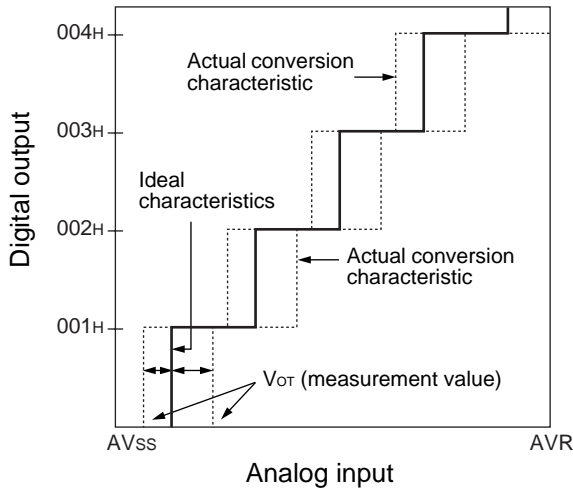 004H
Actual conversion
characteristic
003H
Ideal
characteristics
Digital output
002H
Actual conversion
characteristic
001H
VOT (measurement value)
AVSS
AVR
Analog input